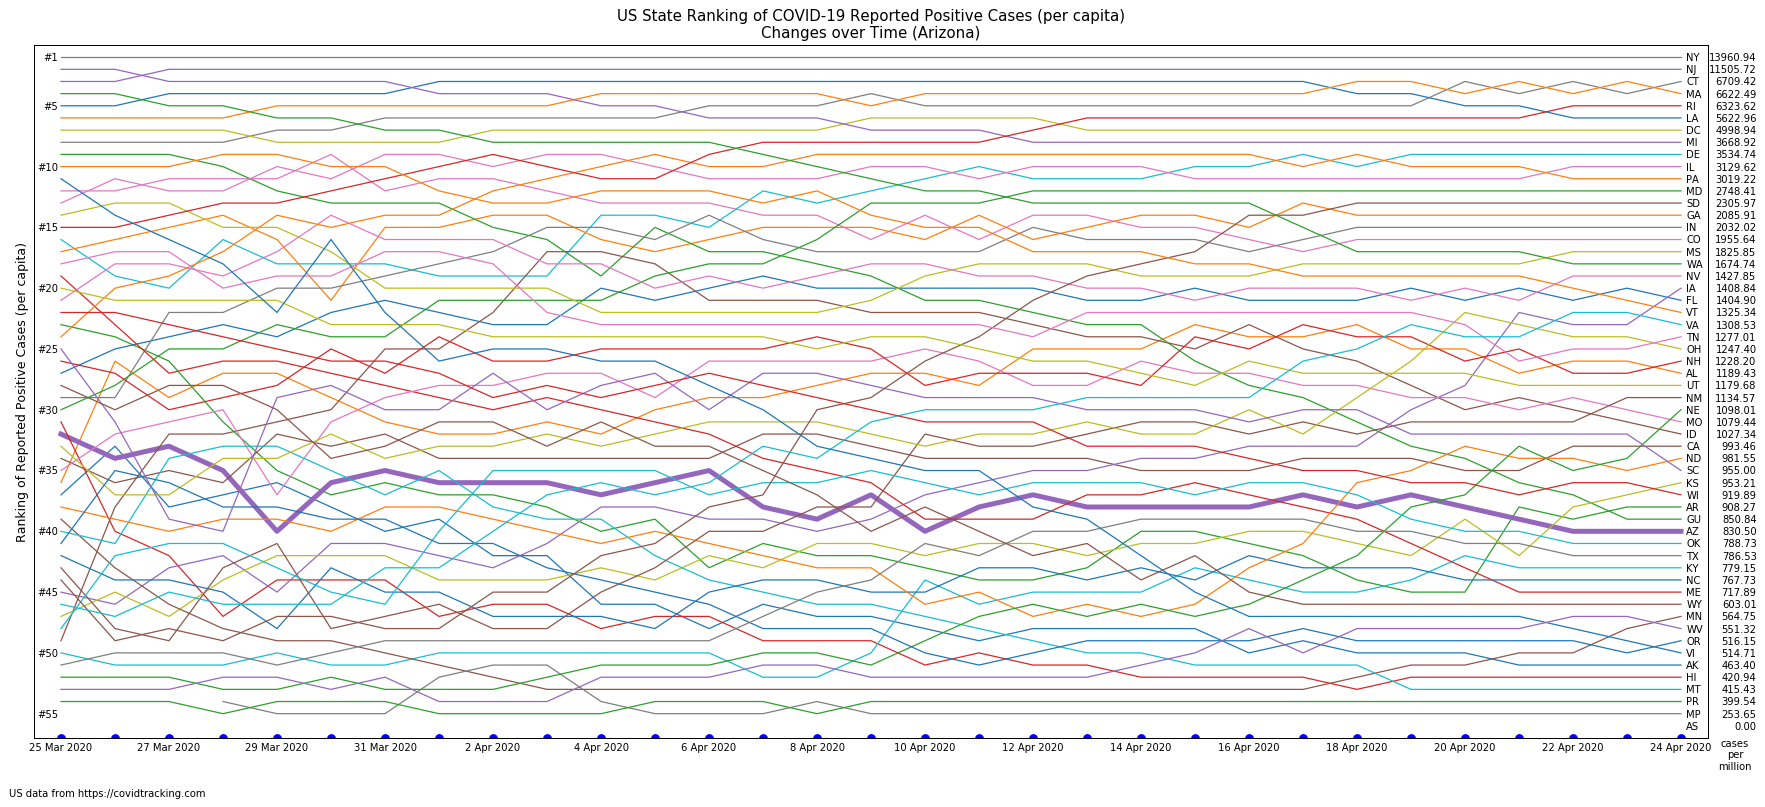 US State Ranking of COVID-19 Reported Positive Cases (per capita)
Changes over Time (Arizona)
Ranking of Reported Positive Cases (per capita)
#1
#5
#10
#15
#20
#25
#30
#35
#40
#45
#50
#55
NY 13960.94
NJ 11505.72
CT 6709.42
MA 6622.49
RI 6323.62
LA 5622.96
DC 4998.94
MI 3668.92
DE 3534.74
IL 3129.62
PA 3019.22
MD 2748.41
SD 2305.97
GA 2085.91
IN 2032.02
CO 1955.64
MS 1825.85
WA 1674.74
NV 1427.85
IA 1408.84
FL 1404.90
VT 1325.34
VA 1308.53
TN 1277.01
OH 1247.40
NH 1228.20
AL 1189.43
UT 1179.68
NM 1134.57
NE 1098.01
MO 1079.44
ID 1027.34
CA 993.46
ND 981.55
SC 955.00
KS 953.21
WI 919.89
AR 908.27
GU 850.84
AZ 830.50
OK 788.73
TX 786.53
KY 779.15
NC 767.73
ME 717.89
WY 603.01
MN 564.75
WV 551.32
OR 516.15
VI 514.71
AK 463.40
HI 420.94
MT 415.43
PR 399.54
MP 253.65
AS 0.00
25 Mar 2020 27 Mar 2020 29 Mar 2020 31 Mar 2020 2 Apr 2020 4 Apr 2020 6 Apr 2020 8 Apr 2020 10 Apr 2020 12 Apr 2020 14 Apr 2020 16 Apr 2020 18 Apr 2020 20 Apr 2020 22 Apr 2020 24 Apr 2020
cases
per
million
US data from https://covidtracking.com